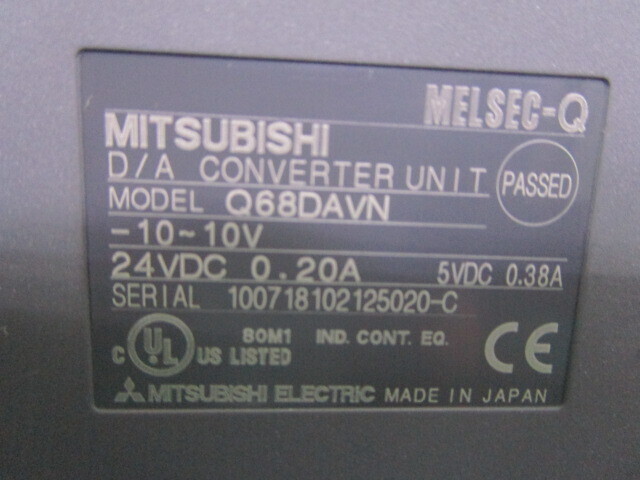 MELSEC-Q
MITSUBISHI
D/A CONVERTER UNIT
PASSED
MODEL Q68DAVN
-10~10V
24VDC 0.20A 5VDC 0.38A
SERIAL 100718102125020-C
C UL US LISTED 80M1 IND. CONT. EQ.
CE
MITSUBISHI ELECTRIC MADE IN JAPAN